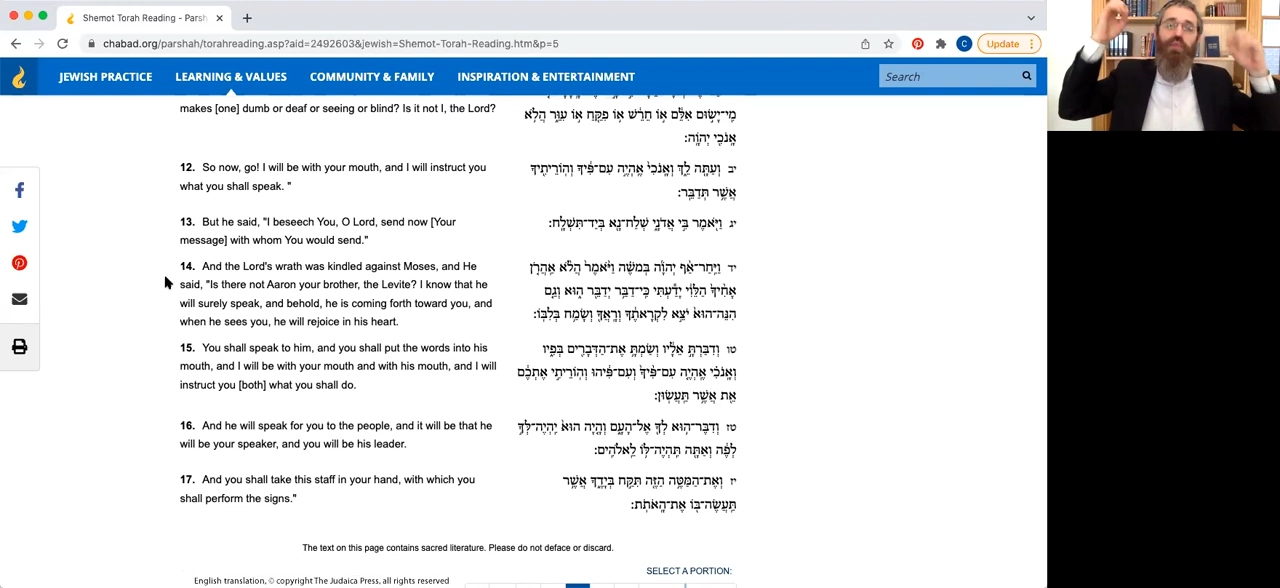 Shemot Torah Reading - Parsh
chabad.org/parshah/torahreading.asp?aid=2492603&jewish=Shemot-Torah-Reading.htm&p=5
C
Update
JEWISH PRACTICE LEARNING & VALUES COMMUNITY & FAMILY INSPIRATION & ENTERTAINMENT
Search
makes [one] dumb or deaf or seeing or blind? Is it not I, the Lord?
מִי־יָשׂ֣וּם אִלֵּ֔ם א֣וֹ חֵרֵ֔שׁ א֥וֹ פִקֵּ֖חַ א֣וֹ עִוֵּ֑ר הֲלֹ֥א
אָנֹכִ֖י יְהֹוָֽה:
12. So now, go! I will be with your mouth, and I will instruct you
what you shall speak. "
יב וְעַתָּ֖ה לֵ֑ךְ וְאָֽנֹכִי֙ אֶֽהְיֶ֣ה עִם־פִּ֔יךָ וְהֽוֹרֵיתִ֖יךָ
אֲשֶׁ֥ר תְּדַבֵּֽר:
13. But he said, "I beseech You, O Lord, send now [Your
message] with whom You would send."
יג וַיֹּ֖אמֶר בִּ֣י אֲדֹנָ֑י שְׁלַח־נָ֖א בְּיַד־תִּשְׁלָֽח:
14. And the Lord's wrath was kindled against Moses, and He
said, "Is there not Aaron your brother, the Levite? I know that he
will surely speak, and behold, he is coming forth toward you, and
when he sees you, he will rejoice in his heart.
יד וַיִּֽחַר־אַ֨ף יְהֹוָ֜ה בְּמשֶׁ֗ה וַיֹּ֨אמֶר֙ הֲלֹ֨א אַֽהֲרֹ֤ן
אָחִ֨יךָ֙ הַלֵּוִ֔י יָדַ֕עְתִּי כִּֽי־דַבֵּ֥ר יְדַבֵּ֖ר ה֑וּא וְגַ֤ם
הִנֵּה־הוּא֙ יֹצֵ֣א לִקְרָאתֶ֔ךָ וְרָֽאֲךָ֖ וְשָׂמַ֥ח בְּלִבּֽוֹ:
15. You shall speak to him, and you shall put the words into his
mouth, and I will be with your mouth and with his mouth, and I will
instruct you [both] what you shall do.
טו וְדִבַּרְתָּ֣ אֵלָ֔יו וְשַׂמְתָּ֥ אֶת־הַדְּבָרִ֖ים בְּפִ֑יו
וְאָֽנֹכִ֗י אֶֽהְיֶ֤ה עִם־פִּ֨יךָ֙ וְעִם־פִּ֔יהוּ וְהֽוֹרֵיתִ֣י אֶתְכֶ֔ם
אֵ֖ת אֲשֶׁ֥ר תַּֽעֲשֽׂוּן:
16. And he will speak for you to the people, and it will be that he
will be your speaker, and you will be his leader.
טז וְדִבֶּר־ה֥וּא לְךָ֖ אֶל־הָעָ֑ם וְהָ֤יָה הוּא֙ יִֽהְיֶה־לְּךָ֣
לְפֶ֔ה וְאַתָּ֖ה תִּֽהְיֶה־לּ֥וֹ לֵֽאלֹהִֽים:
17. And you shall take this staff in your hand, with which you
shall perform the signs."
יז וְאֶת־הַמַּטֶּ֥ה הַזֶּ֖ה תִּקַּ֣ח בְּיָדֶ֑ךָ אֲשֶׁ֥ר
תַּֽעֲשֶׂה־בּ֖וֹ אֶת־הָֽאֹתֹֽת:
The text on this page contains sacred literature. Please do not deface or discard.
SELECT A PORTION:
English translation, © copyright The Judaica Press, all rights reserved